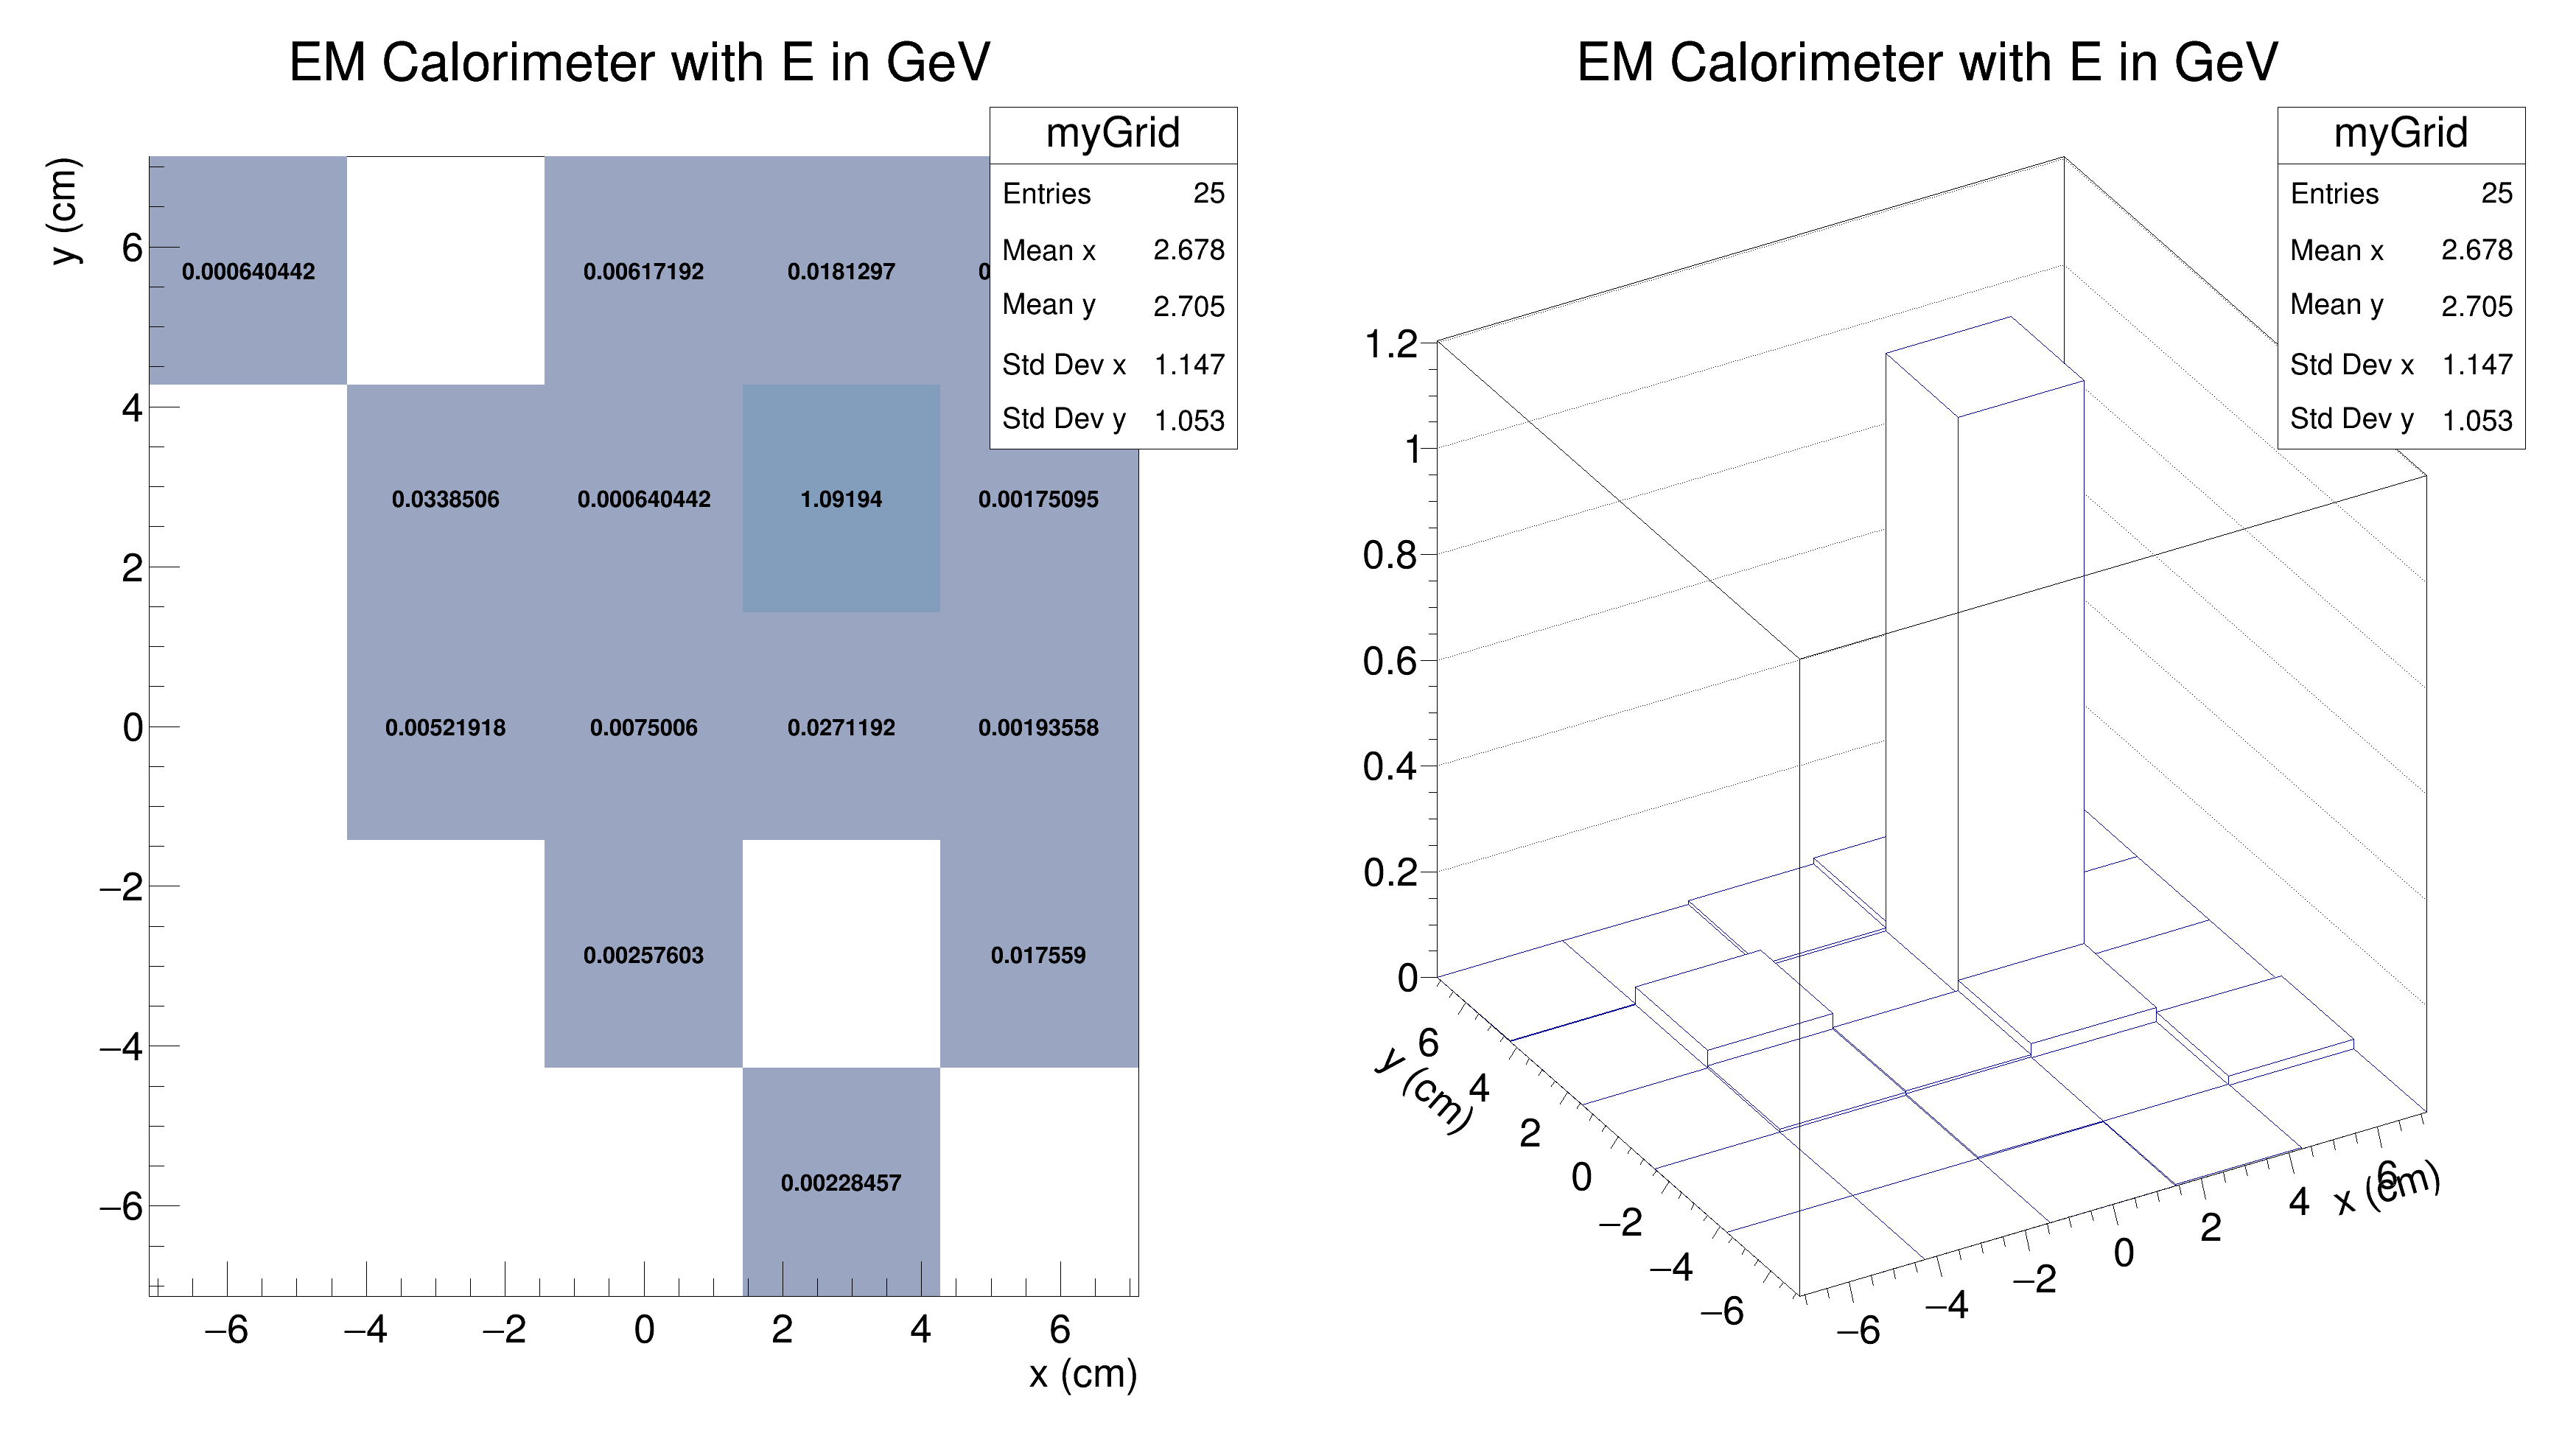 EM Calorimeter with E in GeV
myGrid
Entries 25
Mean x 2.678
Mean y 2.705
Std Dev x 1.147
Std Dev y 1.053
y (cm)
6
4
2
0
−2
−4
−6
0.000640442 0.00617192 0.0181297
0.0338506 0.000640442 1.09194 0.00175095
0.00521918 0.0075006 0.0271192 0.00193558
0.00257603 0.017559
0.00228457
−6 −4 −2 0 2 4 6
x (cm)
EM Calorimeter with E in GeV
myGrid
Entries 25
Mean x 2.678
Mean y 2.705
Std Dev x 1.147
Std Dev y 1.053
1.2
1
0.8
0.6
0.4
0.2
0
6
4
2
0
−2
−4
−6
y (cm)
−6
−4
−2
0
2
4
6
x (cm)